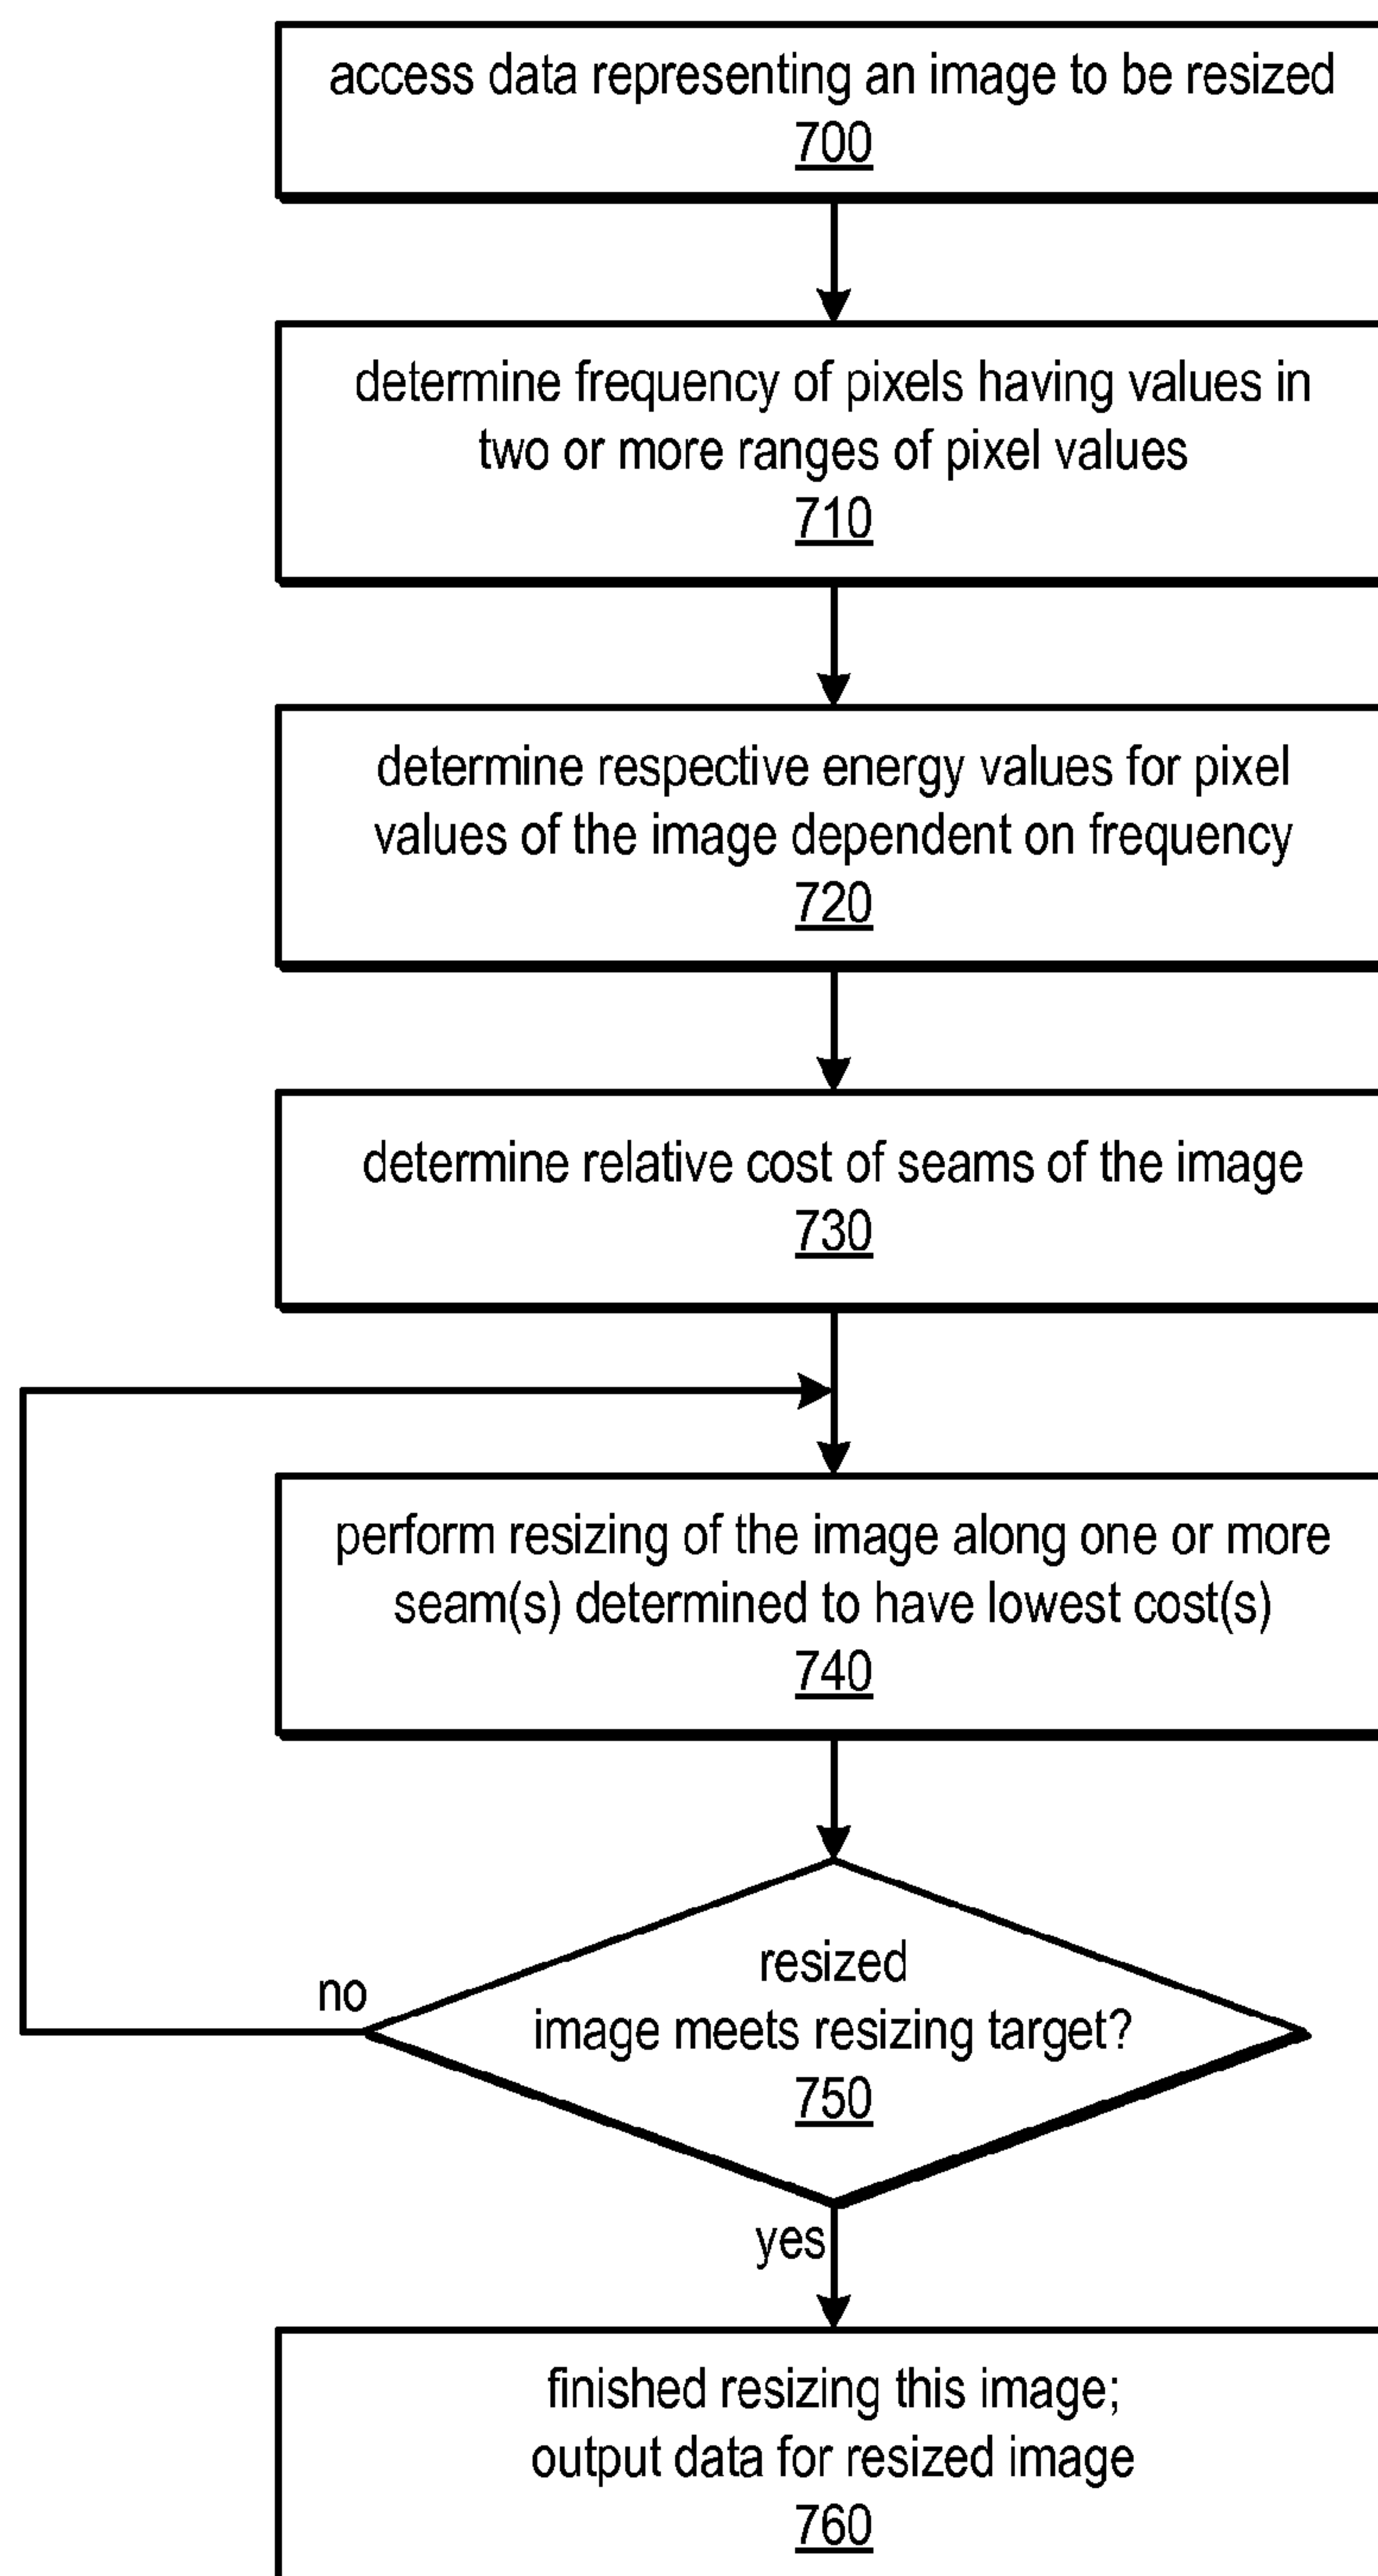 access data representing an image to be resized
700
determine frequency of pixels having values in
two or more ranges of pixel values
710
determine respective energy values for pixel
values of the image dependent on frequency
720
determine relative cost of seams of the image
730
perform resizing of the image along one or more
seam(s) determined to have lowest cost(s)
740
resized
image meets resizing target?
750
no
yes
finished resizing this image;
output data for resized image
760